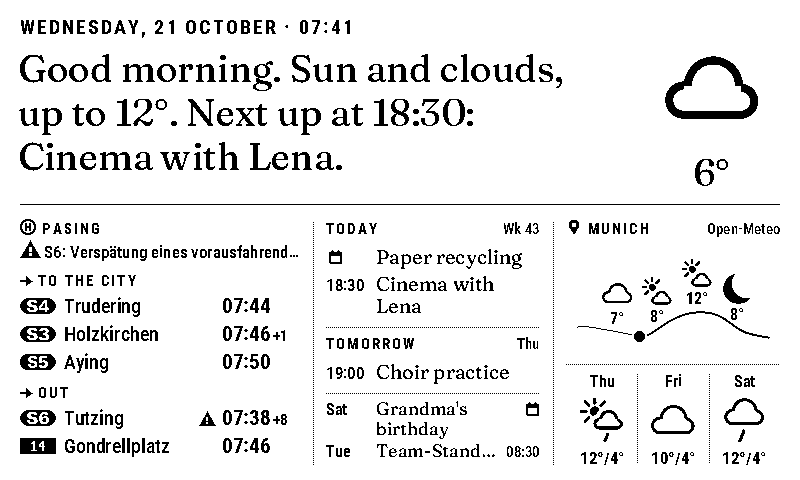 WEDNESDAY, 21 OCTOBER · 07:41
Good morning. Sun and clouds,
up to 12°. Next up at 18:30:
Cinema with Lena.
6°
H PASING
S6: Verspätung eines vorausfahrend…
→ TO THE CITY
S4 Trudering 07:44
S3 Holzkirchen 07:46 +1
S5 Aying 07:50
→ OUT
S6 Tutzing 07:38 +8
14 Gondrellplatz 07:46
TODAY Wk 43
Paper recycling
18:30 Cinema with
Lena
TOMORROW Thu
19:00 Choir practice
Sat Grandma's
birthday
Tue Team-Stand… 08:30
MUNICH Open-Meteo
7° 8° 12° 8°
Thu Fri Sat
12°/4° 10°/4° 12°/4°